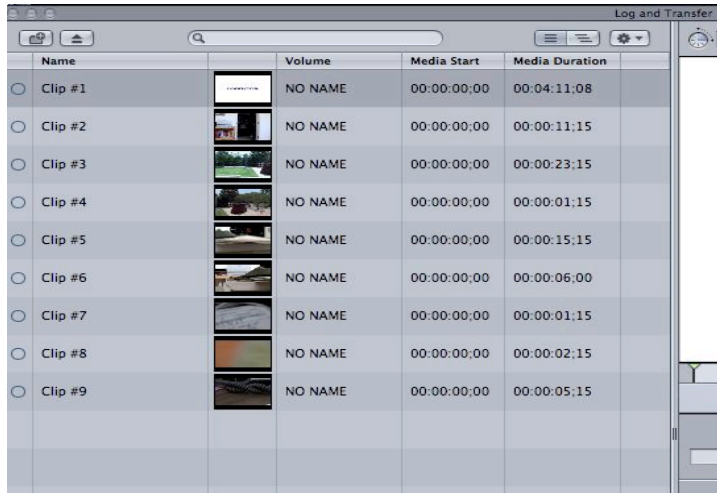 Log and Transfer
Name Volume Media Start Media Duration
Clip #1 NO NAME 00:00:00;00 00:04:11;08
Clip #2 NO NAME 00:00:00;00 00:00:11;15
Clip #3 NO NAME 00:00:00;00 00:00:23;15
Clip #4 NO NAME 00:00:00;00 00:00:01;15
Clip #5 NO NAME 00:00:00;00 00:00:15;15
Clip #6 NO NAME 00:00:00;00 00:00:06;00
Clip #7 NO NAME 00:00:00;00 00:00:01;15
Clip #8 NO NAME 00:00:00;00 00:00:02;15
Clip #9 NO NAME 00:00:00;00 00:00:05;15